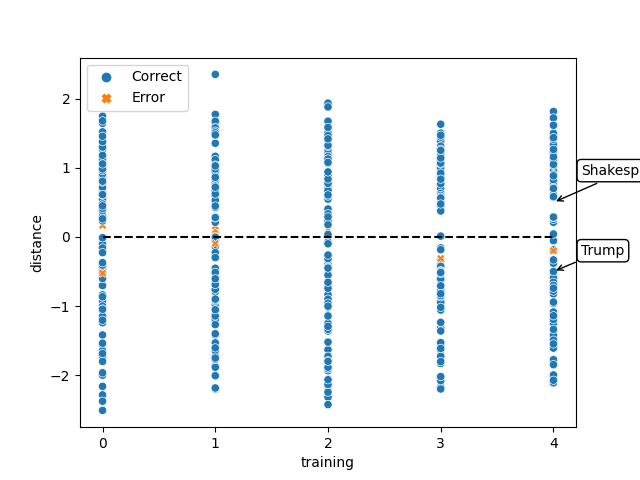 Correct
Error
2
1
0
−1
−2
distance
0
1
2
3
4
training
Shakesp
Trump